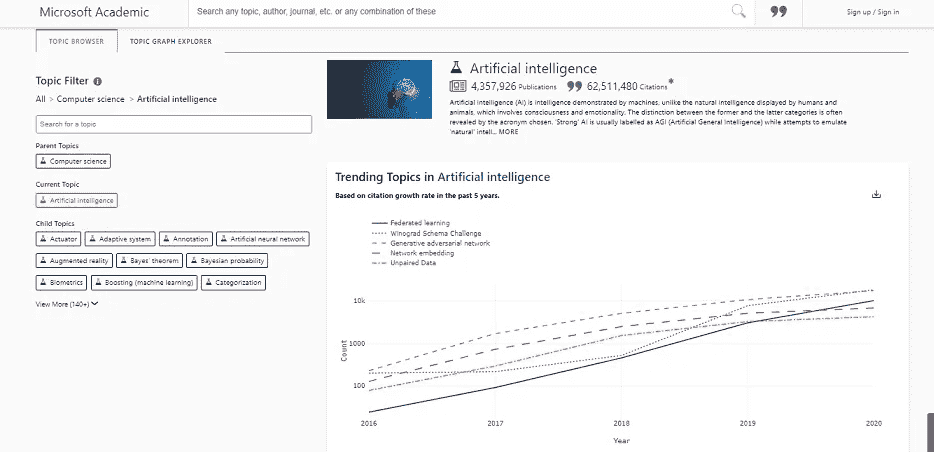 Microsoft Academic
Search any topic, author, journal, etc. or any combination of these
Sign up / Sign in
TOPIC BROWSER
TOPIC GRAPH EXPLORER
Topic Filter
All > Computer science > Artificial intelligence
Search for a topic
Parent Topics
Computer science
Current Topic
Artificial intelligence
Child Topics
Actuator Adaptive system Annotation Artificial neural network
Augmented reality Bayes' theorem Bayesian probability
Biometrics Boosting (machine learning) Categorization
View More (140+)
Artificial intelligence
4,357,926 Publications 62,511,480 Citations *
Artificial intelligence (AI) is intelligence demonstrated by machines, unlike the natural intelligence displayed by humans and
animals, which involves consciousness and emotionality. The distinction between the former and the latter categories is often
revealed by the acronym chosen. 'Strong' AI is usually labelled as AGI (Artificial General Intelligence) while attempts to emulate
'natural' intell... MORE
Trending Topics in Artificial intelligence
Based on citation growth rate in the past 5 years.
Federated learning
Winograd Schema Challenge
Generative adversarial network
Network embedding
Unpaired Data
10k
1000
100
Count
2016 2017 2018 2019 2020
Year